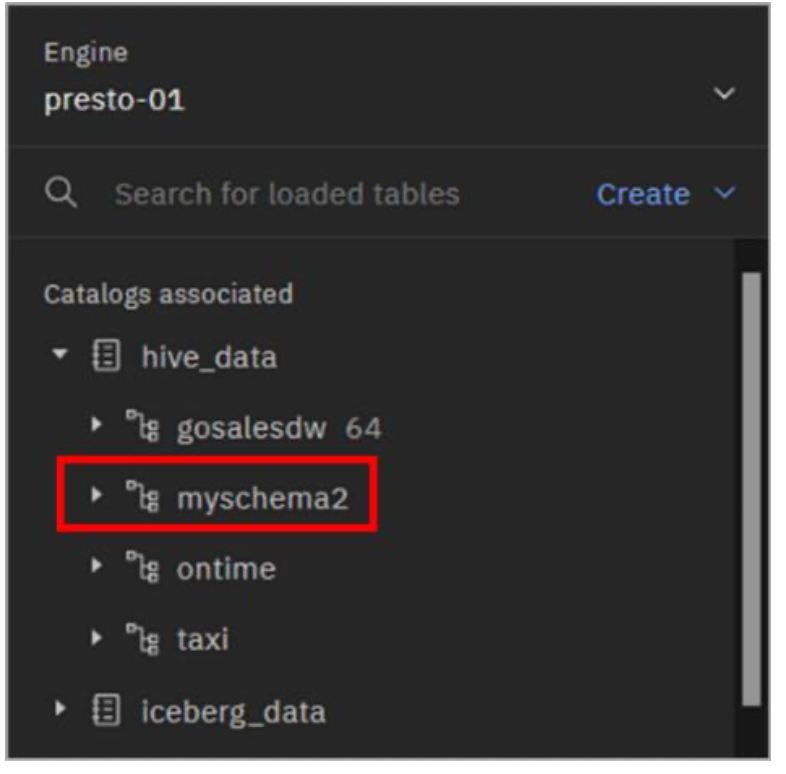 Engine
presto-01
Search for loaded tables Create
Catalogs associated
hive_data
gosalesdw 64
myschema2
ontime
taxi
iceberg_data